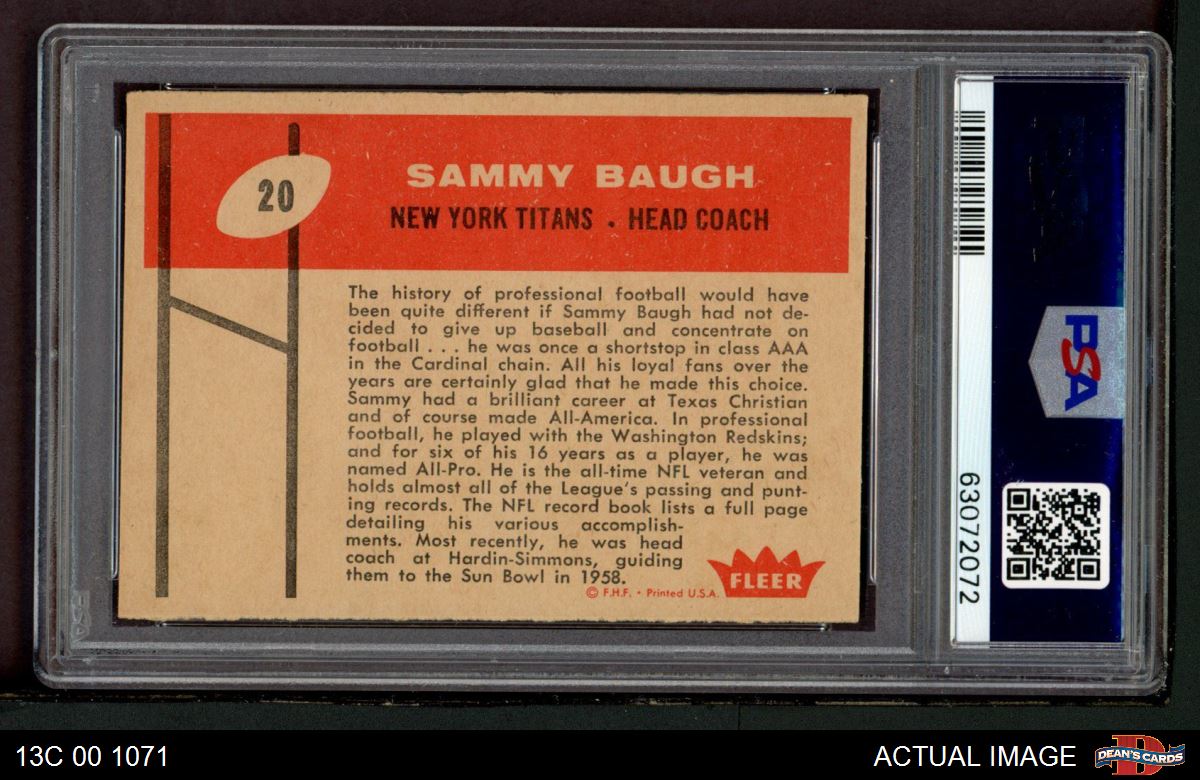 20
SAMMY BAUGH
NEW YORK TITANS . HEAD COACH
The history of professional football would have
been quite different if Sammy Baugh had not de-
cided to give up baseball and concentrate on
football . . . he was once a shortstop in class AAA
in the Cardinal chain. All his loyal fans over the
years are certainly glad that he made this choice.
Sammy had a brilliant career at Texas Christian
and of course made All-America. In professional
football, he played with the Washington Redskins;
and for six of his 16 years as a player, he was
named All-Pro. He is the all-time NFL veteran and
holds almost all of the League's passing and punt-
ing records. The NFL record book lists a full page
detailing his various accomplish-
ments. Most recently, he was head
coach at Hardin-Simmons, guiding
them to the Sun Bowl in 1958.
FLEER
© F.H.F. • Printed U.S.A.
PSA
63072072
13C 00 1071
ACTUAL IMAGE
DEAN'S CARDS